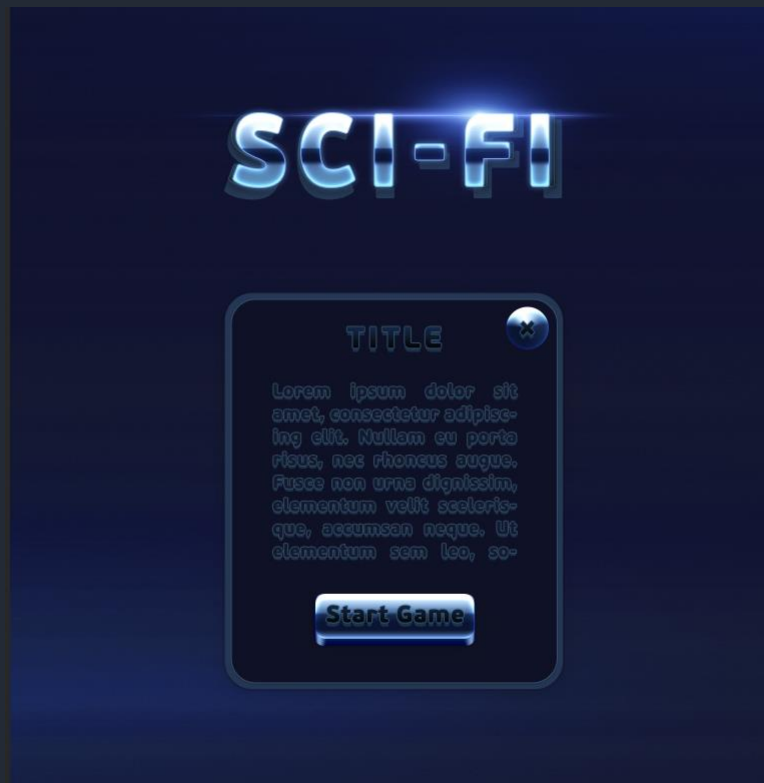 SCI-FI
TITLE
×
Lorem ipsum dolor sit
amet, consectetur adipisc-
ing elit. Nullam eu porta
risus, nec rhoncus augue.
Fusce non urna dignissim,
elementum velit sceleris-
que, accumsan neque. Ut
elementum sem leo, so-
Start Game